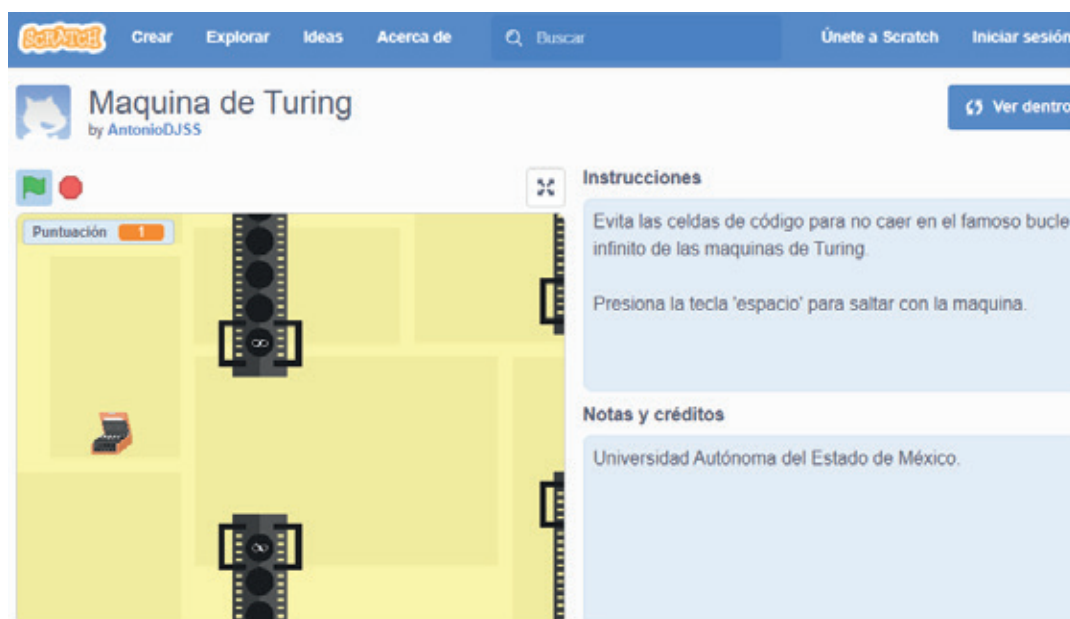 SCRATCH Crear Explorar Ideas Acerca de Buscar Únete a Scratch Iniciar sesión
Maquina de Turing
by AntonioDJSS
Ver dentro
Instrucciones
Puntuación 1
Evita las celdas de código para no caer en el famoso bucle
infinito de las maquinas de Turing.
Presiona la tecla 'espacio' para saltar con la maquina.
Notas y créditos
Universidad Autónoma del Estado de México.